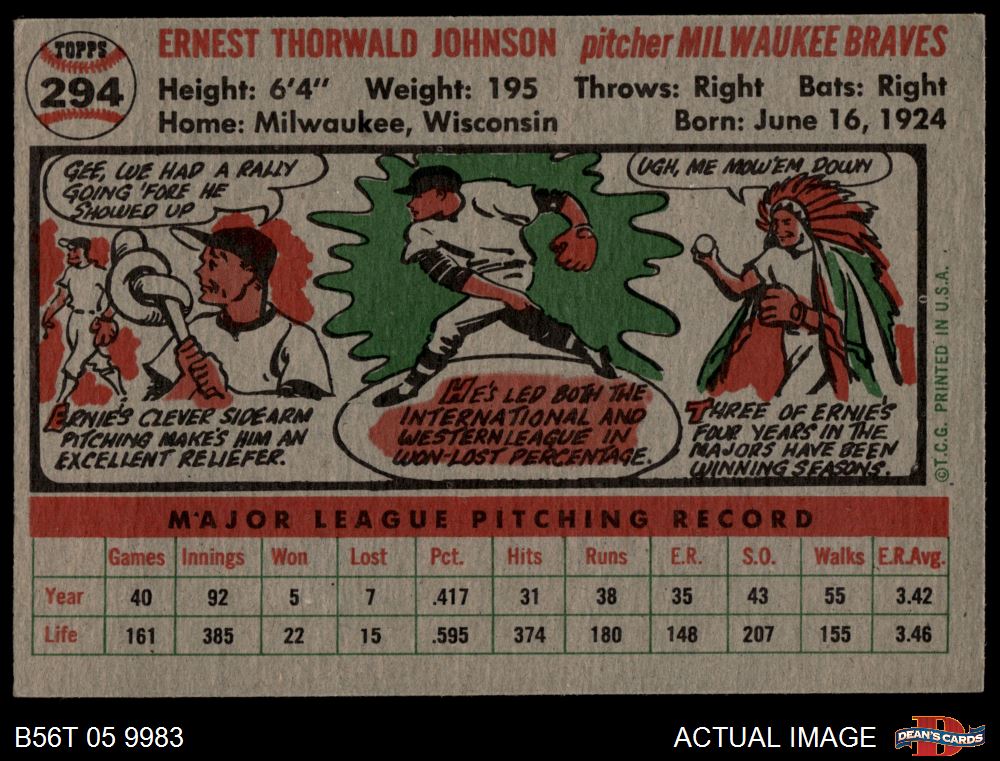 TOPPS
294
ERNEST THORWALD JOHNSON pitcher MILWAUKEE BRAVES
Height: 6'4" Weight: 195 Throws: Right Bats: Right
Home: Milwaukee, Wisconsin Born: June 16, 1924
GEE, WE HAD A RALLY
GOING 'FORE HE
SHOWED UP
ERNIE'S CLEVER SIDEARM
PITCHING MAKE'S HIM AN
EXCELLENT RELIEFER.
HE'S LED BOTH THE
INTERNATIONAL AND
WESTERN LEAGUE IN
WON-LOST PERCENTAGE.
UGH, ME MOW'EM DOWN
THREE OF ERNIE'S
FOUR YEARS IN THE
MAJORS HAVE BEEN
WINNING SEASONS.
©T.C.G. PRINTED IN U.S.A.
MAJOR LEAGUE PITCHING RECORD
Games Innings Won Lost Pct. Hits Runs E.R. S.O. Walks E.R.Avg.
Year 40 92 5 7 .417 31 38 35 43 55 3.42
Life 161 385 22 15 .595 374 180 148 207 155 3.46
B56T 05 9983 ACTUAL IMAGE DEAN'S CARDS